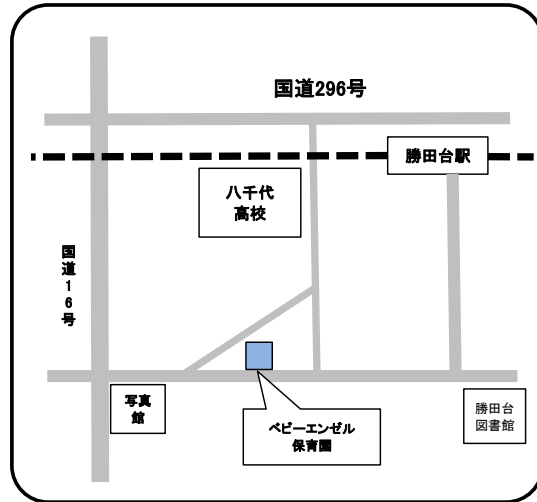 国道296号
勝田台駅
八千代
高校
国道16号
写真
館
ベビーエンゼル
保育園
勝田台
図書館